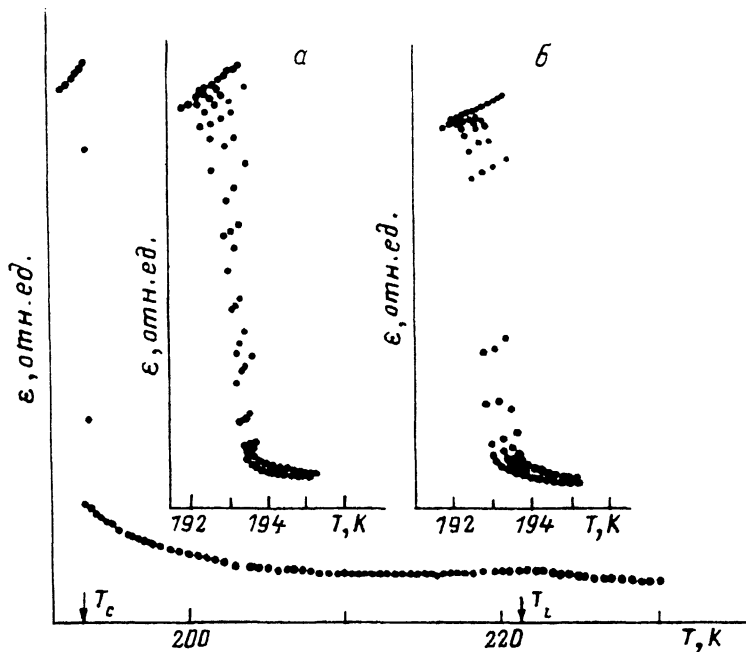 а
б
ε, отн.ед.
ε, отн.ед.
ε, отн.ед.
192
194
T, К
192
194
T, К
T_c
T_i
200
220
T, К